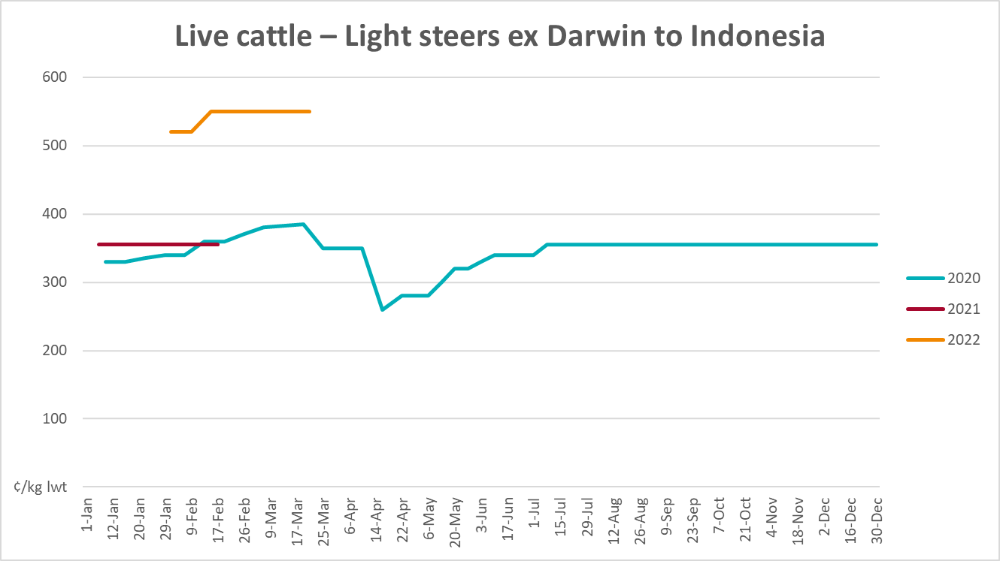 Live cattle – Light steers ex Darwin to Indonesia
600
500
400
300
200
100
¢/kg lwt
1-Jan
12-Jan
20-Jan
29-Jan
9-Feb
17-Feb
26-Feb
9-Mar
17-Mar
25-Mar
6-Apr
14-Apr
22-Apr
6-May
20-May
3-Jun
17-Jun
1-Jul
15-Jul
29-Jul
12-Aug
26-Aug
9-Sep
23-Sep
7-Oct
21-Oct
4-Nov
18-Nov
2-Dec
16-Dec
30-Dec
2020
2021
2022